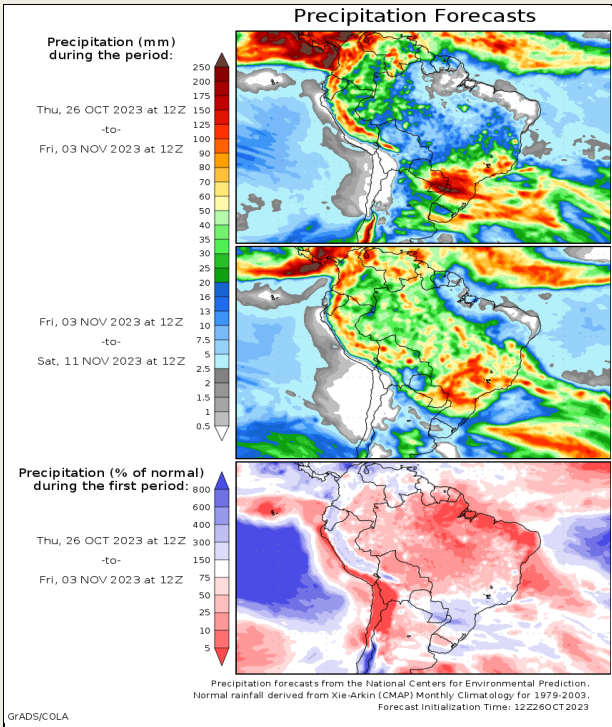 Precipitation Forecasts
Precipitation (mm)
during the period:
Thu, 26 OCT 2023 at 12Z
-to-
Fri, 03 NOV 2023 at 12Z
250
200
175
150
125
100
90
80
70
60
50
40
35
30
25
20
16
13
10
7.5
5
2.5
2
1.5
1
0.5
Fri, 03 NOV 2023 at 12Z
-to-
Sat, 11 NOV 2023 at 12Z
Precipitation (% of normal)
during the first period:
Thu, 26 OCT 2023 at 12Z
-to-
Fri, 03 NOV 2023 at 12Z
800
600
400
300
150
75
50
25
10
5
Precipitation forecasts from the National Centers for Environmental Prediction.
Normal rainfall derived from Xie-Arkin (CMAP) Monthly Climatology for 1979-2003.
Forecast Initialization Time: 12Z26OCT2023
GrADS/COLA